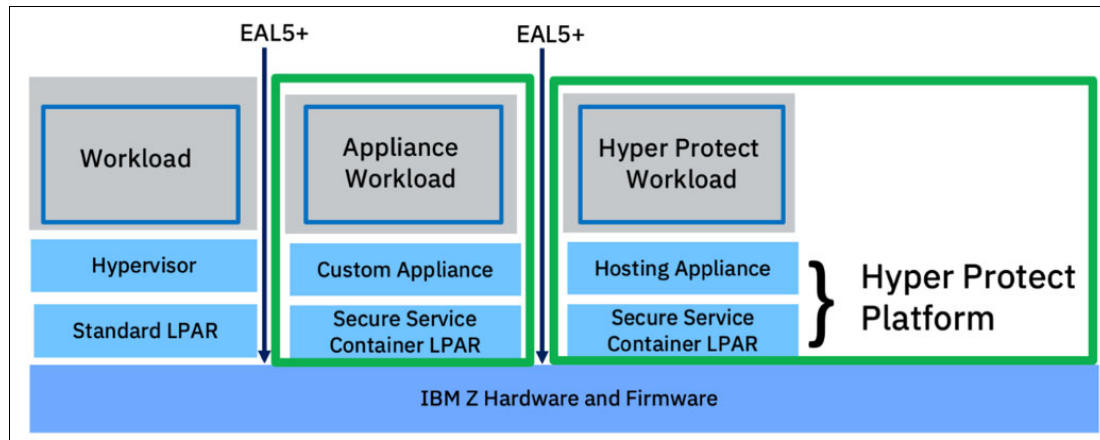 EAL5+
EAL5+
Workload
Appliance
Workload
Hyper Protect
Workload
Hypervisor
Custom Appliance
Hosting Appliance
Standard LPAR
Secure Service
Container LPAR
Secure Service
Container LPAR
Hyper Protect
Platform
IBM Z Hardware and Firmware